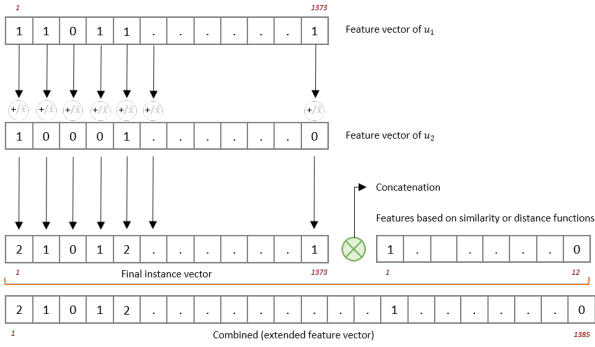 1 1373
1 1 0 1 1 . . . . . . 1 Feature vector of u₁
+/x̄ +/x̄ +/x̄ +/x̄ +/x̄ +/x̄ +/x̄
1 0 0 0 1 . . . . . . 0 Feature vector of u₂
Concatenation
Features based on similarity or distance functions
2 1 0 1 2 . . . . . . 1 1 . . . . . 0
1 Final instance vector 1373 1 12
2 1 0 1 2 . . . . . . . . . 1 . . . . . . 0
1 Combined (extended feature vector) 1385